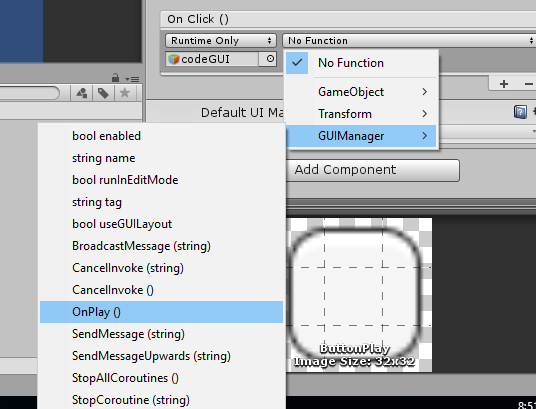 On Click ()
Runtime Only
No Function
codeGUI
No Function
GameObject
Transform
GUIManager
Default UI Ma
Add Component
bool enabled
string name
bool runInEditMode
string tag
bool useGUILayout
BroadcastMessage (string)
CancelInvoke (string)
CancelInvoke ()
OnPlay ()
SendMessage (string)
SendMessageUpwards (string)
StopAllCoroutines ()
StopCoroutine (string)
ButtonPlay
Image Size: 32x32